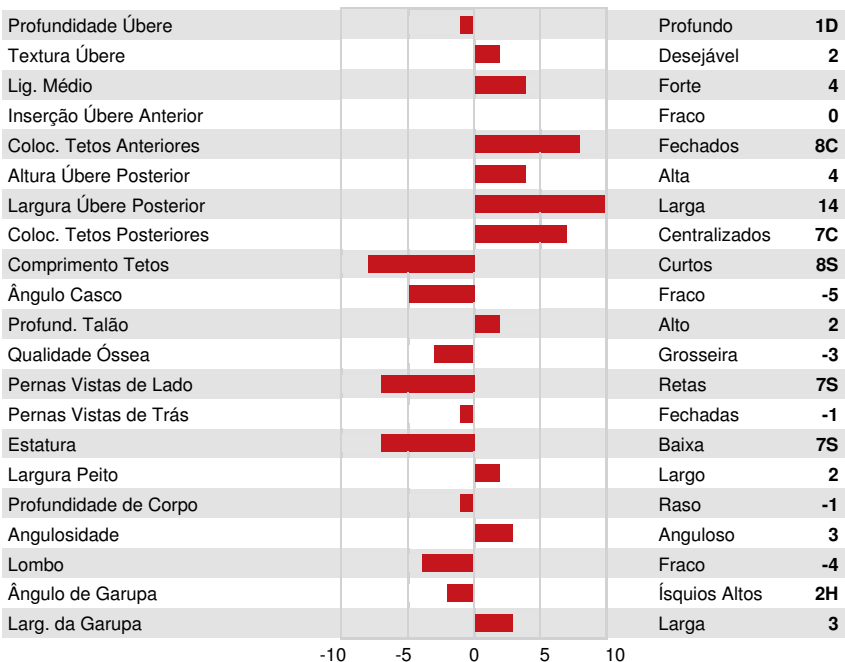 Profundidade Úbere Profundo 1D
Textura Úbere Desejável 2
Lig. Médio Forte 4
Inserção Úbere Anterior Fraco 0
Coloc. Tetos Anteriores Fechados 8C
Altura Úbere Posterior Alta 4
Largura Úbere Posterior Larga 14
Coloc. Tetos Posteriores Centralizados 7C
Comprimento Tetos Curtos 8S
Ângulo Casco Fraco -5
Profund. Talão Alto 2
Qualidade Óssea Grosseira -3
Pernas Vistas de Lado Retas 7S
Pernas Vistas de Trás Fechadas -1
Estatura Baixa 7S
Largura Peito Largo 2
Profundidade de Corpo Raso -1
Angulosidade Anguloso 3
Lombo Fraco -4
Ângulo de Garupa Ísquios Altos 2H
Larg. da Garupa Larga 3
-10 -5 0 5 10